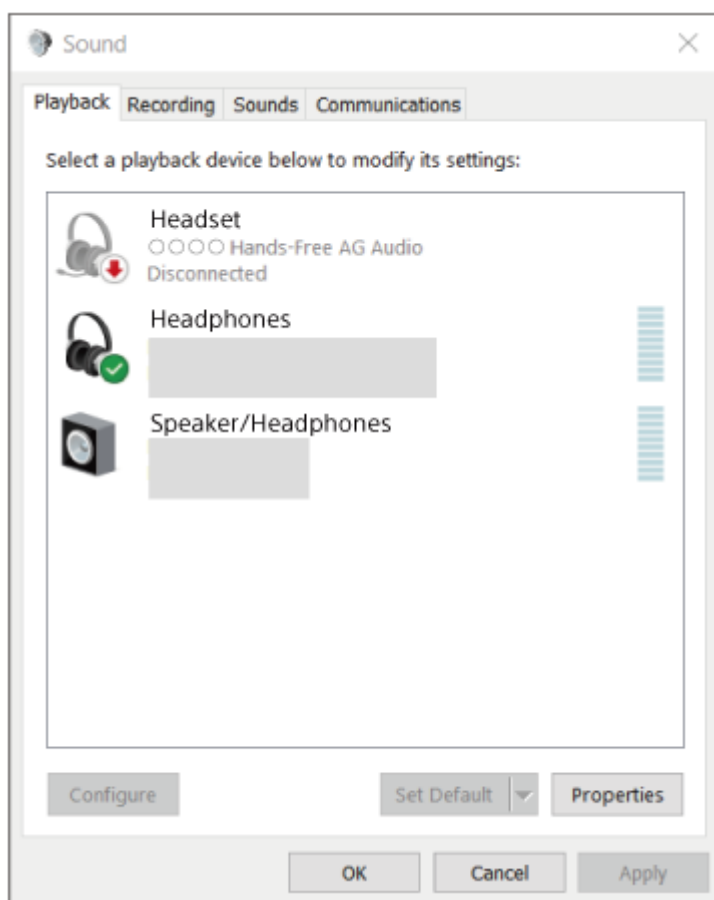 Sound
Playback Recording Sounds Communications
Select a playback device below to modify its settings:
Headset
○○○○ Hands-Free AG Audio
Disconnected
Headphones
Speaker/Headphones
Configure Set Default Properties
OK Cancel Apply